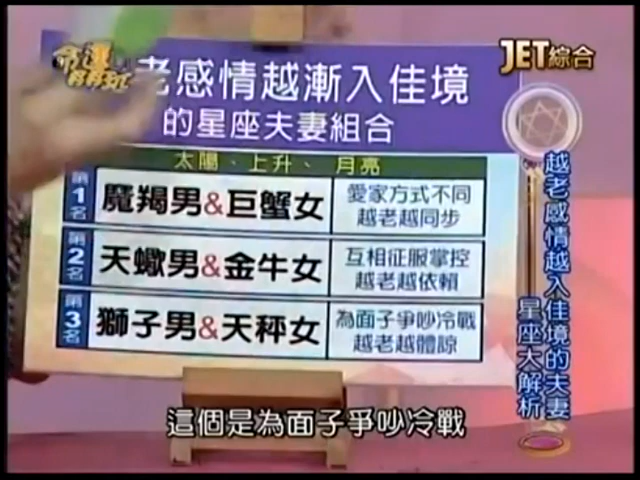 命運好好玩
JET綜合
老感情越漸入佳境
的星座夫妻組合
太陽、上升、月亮
第1名
魔羯男&巨蟹女
愛家方式不同
越老越同步
第2名
天蠍男&金牛女
互相征服掌控
越老越依賴
第3名
獅子男&天秤女
為面子爭吵冷戰
越老越體諒
越老感情越入佳境的夫妻
星座大解析
這個是為面子爭吵冷戰